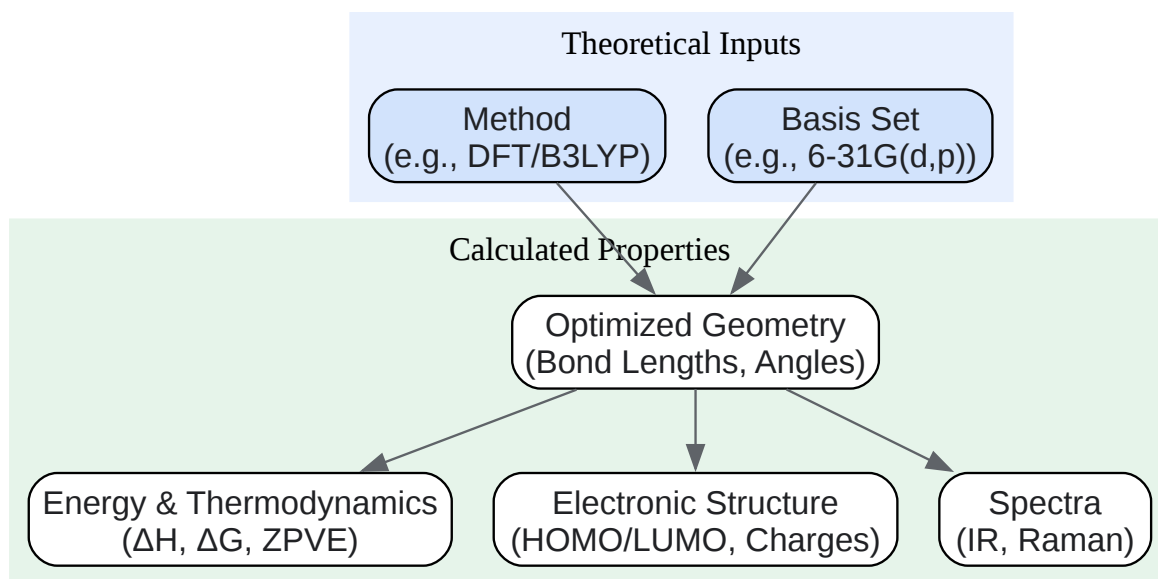 Theoretical Inputs
Method
(e.g., DFT/B3LYP)
Basis Set
(e.g., 6-31G(d,p))
Calculated Properties
Optimized Geometry
(Bond Lengths, Angles)
Energy & Thermodynamics
(ΔH, ΔG, ZPVE)
Electronic Structure
(HOMO/LUMO, Charges)
Spectra
(IR, Raman)